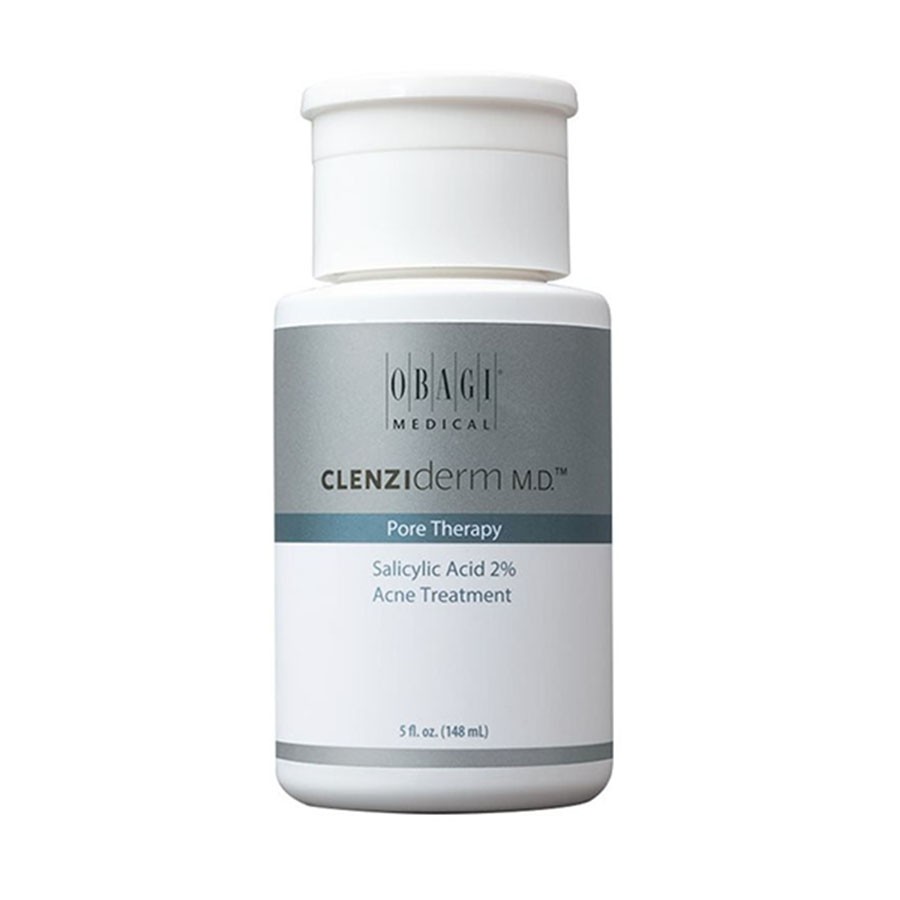 OBAGI®
MEDICAL
CLENZIderm M.D.™
Pore Therapy
Salicylic Acid 2%
Acne Treatment
5 fl. oz. (148 mL)